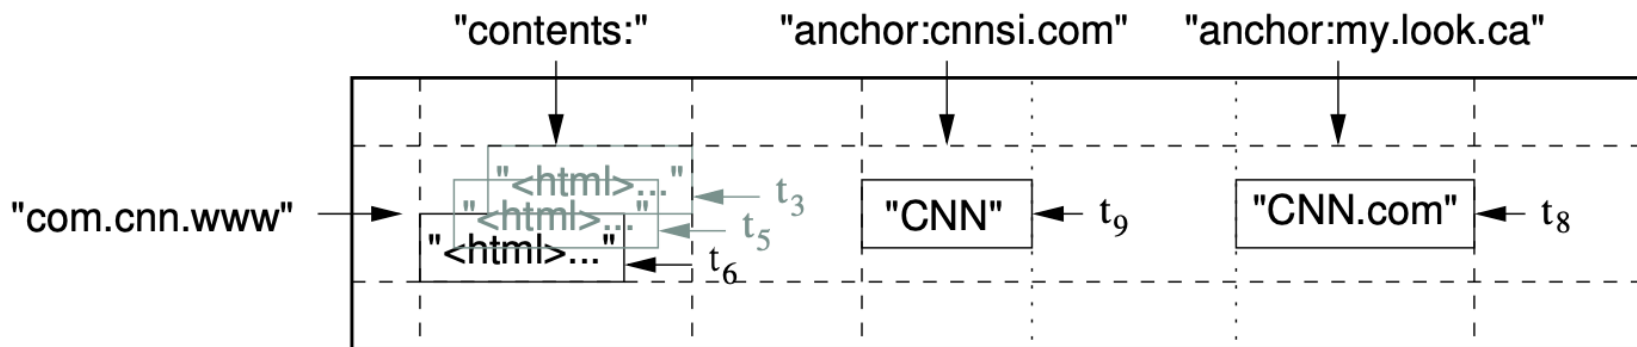 "contents:" "anchor:cnnsi.com" "anchor:my.look.ca"
"<html>..." t3
"com.cnn.www" "<html>..." t5 "CNN" t9 "CNN.com" t8
"<html>..." t6